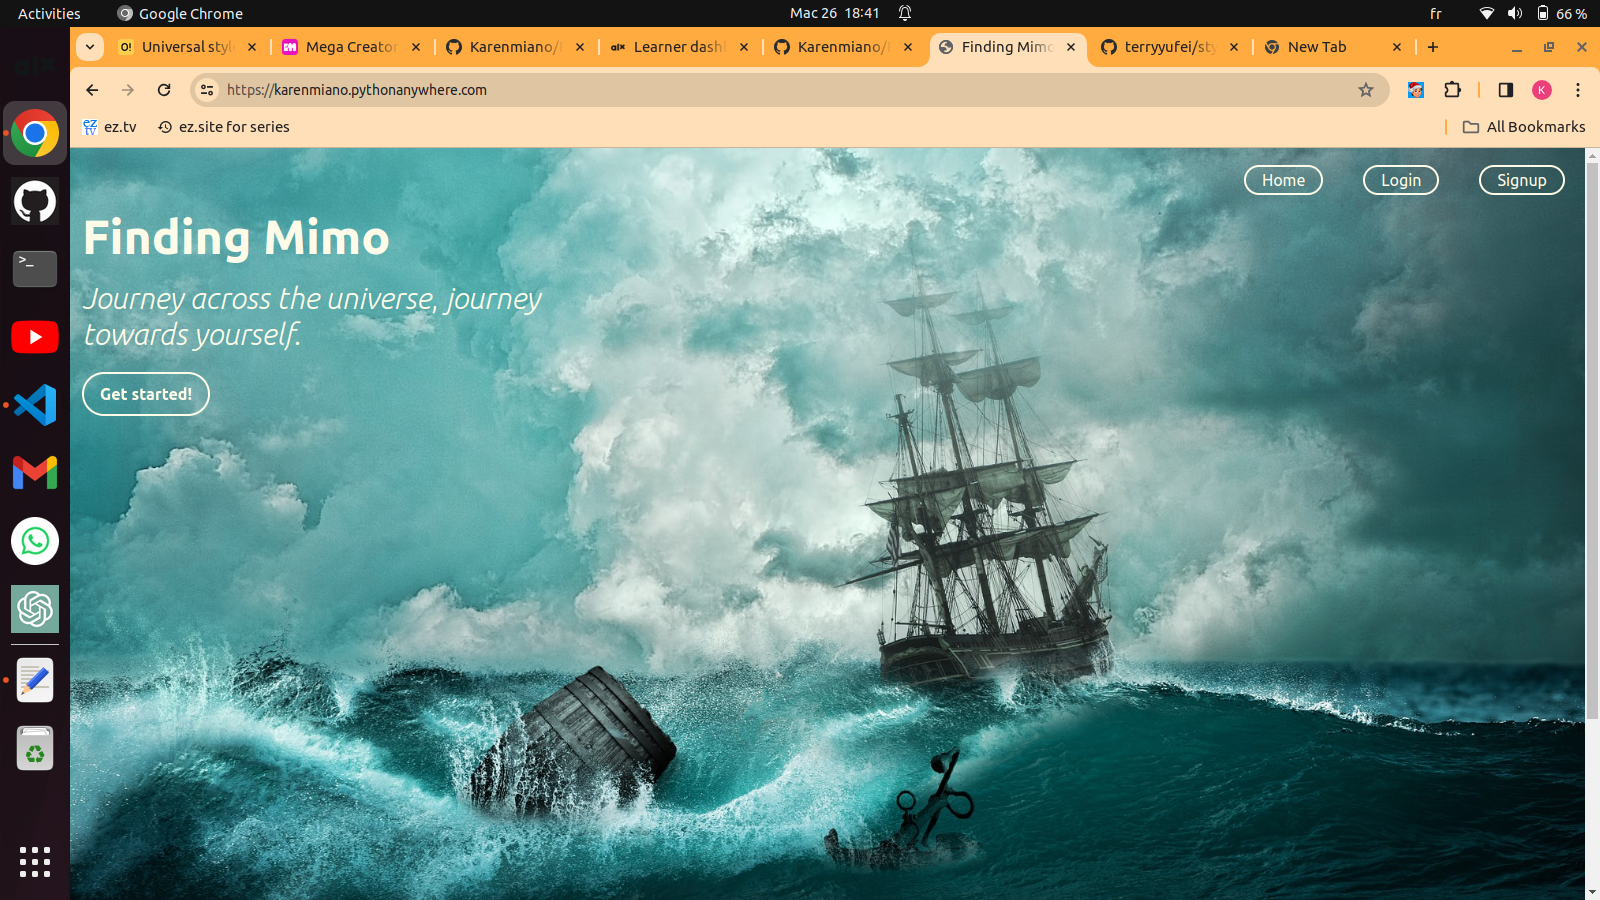 Activities
Google Chrome
Mac 26 18:41
fr
66 %
Universal styl
Mega Creator
Karenmiano/
Learner dash
Karenmiano/
Finding Mimo
terryyufei/sty
New Tab
https://karenmiano.pythonanywhere.com
K
ez.tv
ez.site for series
All Bookmarks
Home
Login
Signup
Finding Mimo
Journey across the universe, journey
towards yourself.
Get started!